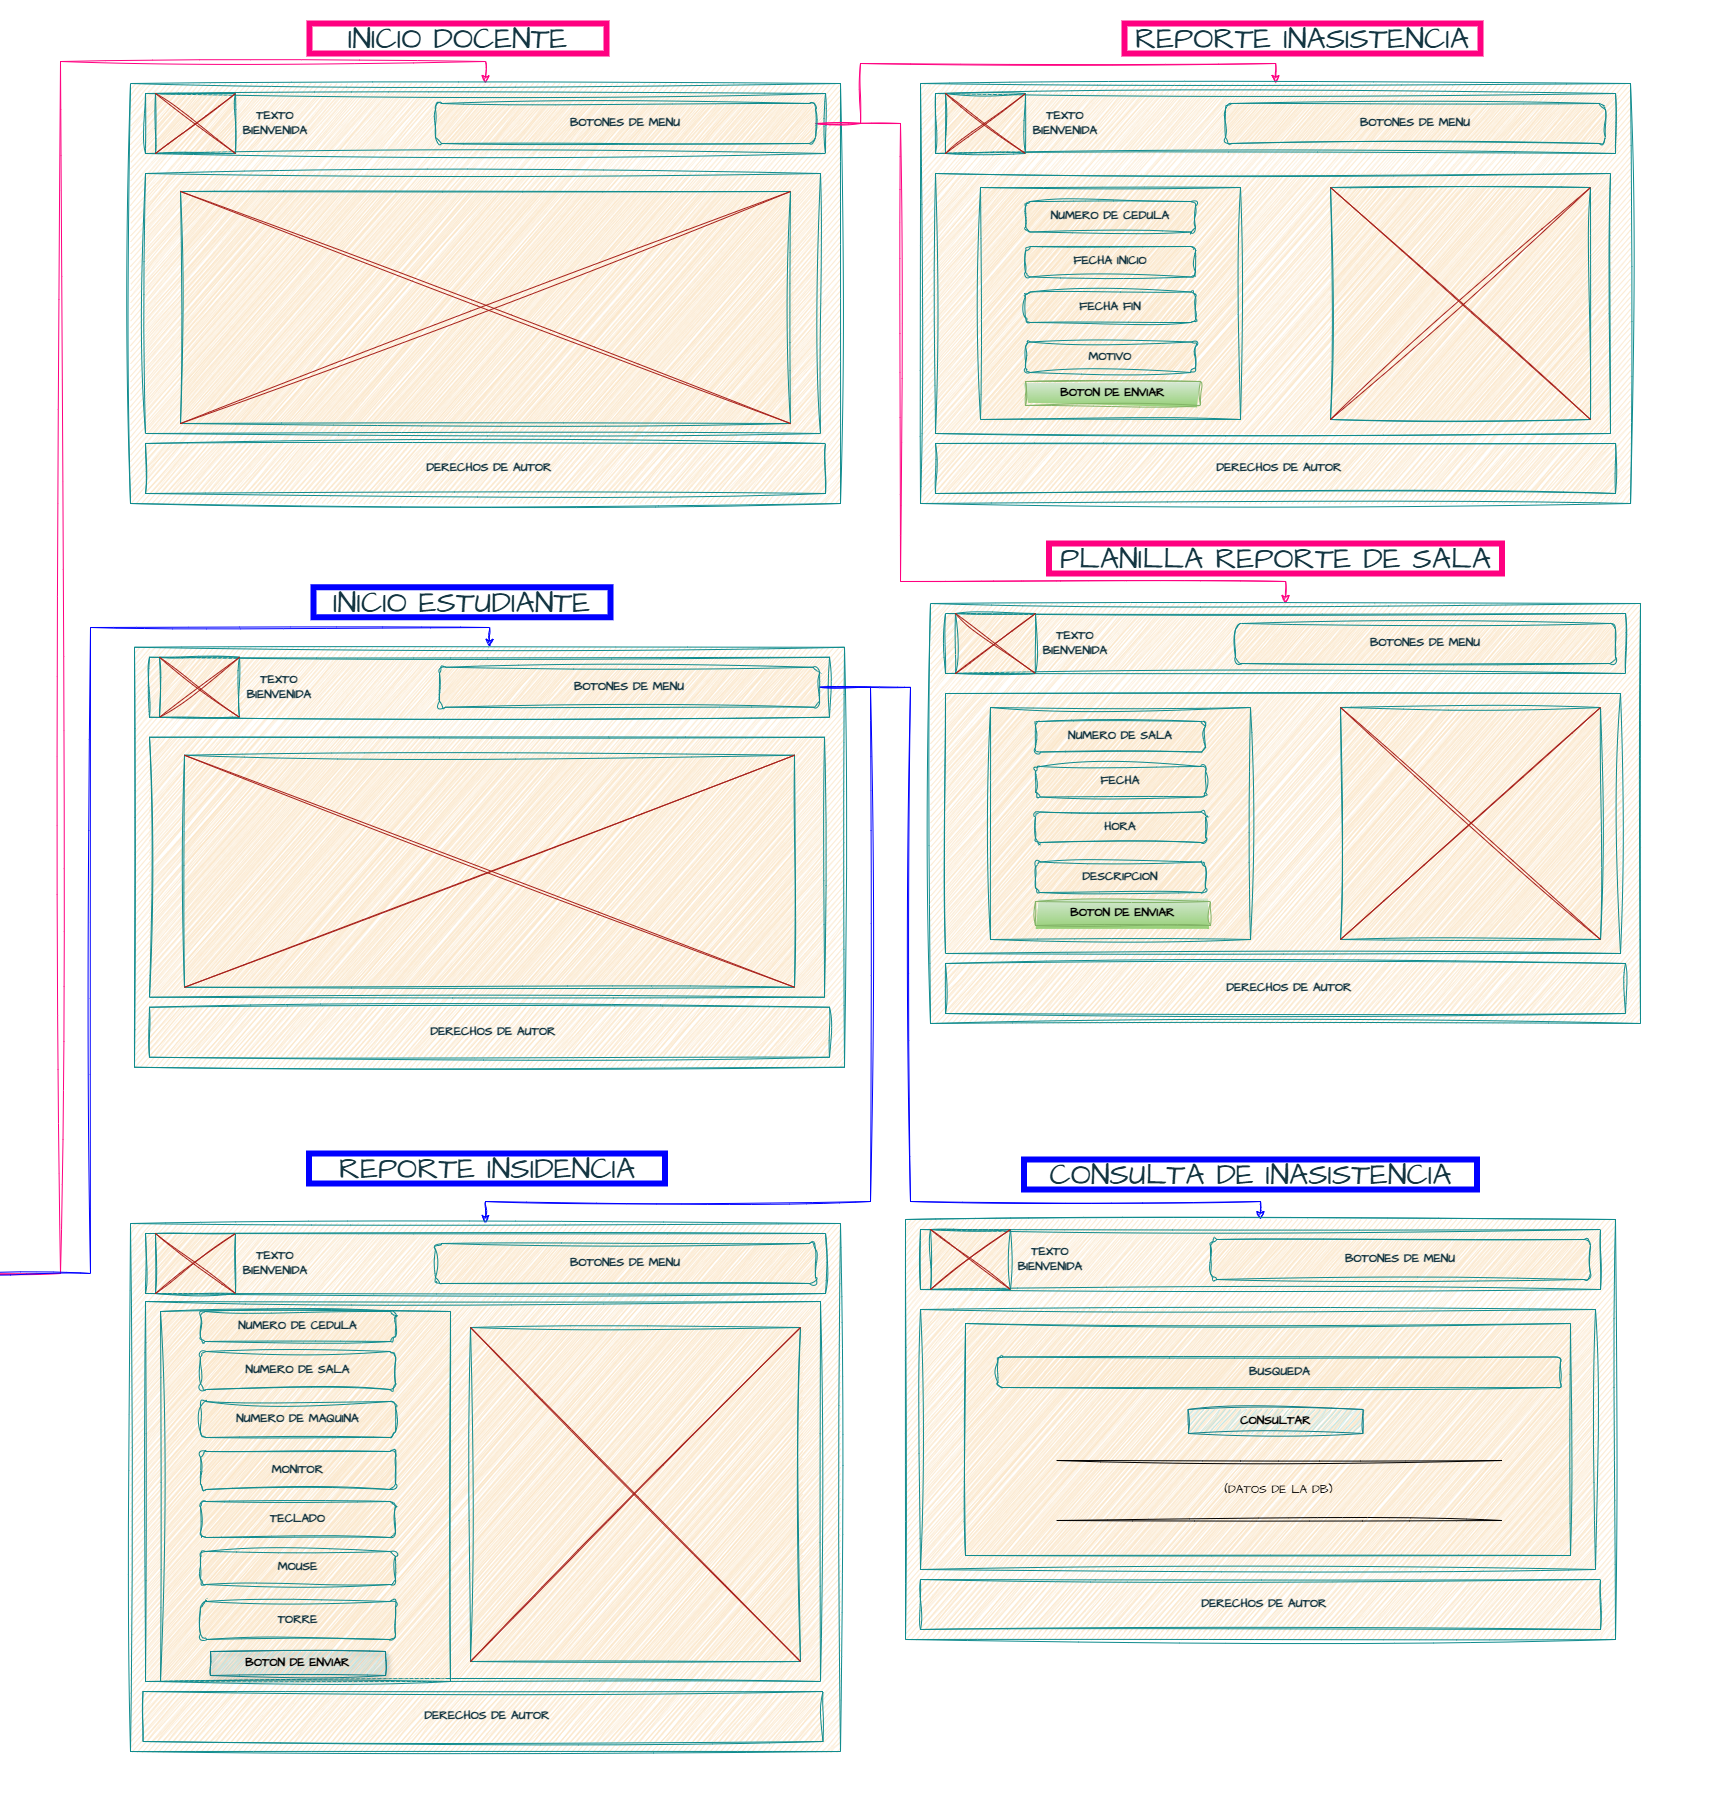 INICIO DOCENTE
TEXTO
BIENVENIDA
BOTONES DE MENU
DERECHOS DE AUTOR
REPORTE INASISTENCIA
TEXTO
BIENVENIDA
BOTONES DE MENU
NUMERO DE CEDULA
FECHA INICIO
FECHA FIN
MOTIVO
BOTON DE ENVIAR
DERECHOS DE AUTOR
INICIO ESTUDIANTE
TEXTO
BIENVENIDA
BOTONES DE MENU
DERECHOS DE AUTOR
PLANILLA REPORTE DE SALA
TEXTO
BIENVENIDA
BOTONES DE MENU
NUMERO DE SALA
FECHA
HORA
DESCRIPCION
BOTON DE ENVIAR
DERECHOS DE AUTOR
REPORTE INSIDENCIA
TEXTO
BIENVENIDA
BOTONES DE MENU
NUMERO DE CEDULA
NUMERO DE SALA
NUMERO DE MAQUINA
MONITOR
TECLADO
MOUSE
TORRE
BOTON DE ENVIAR
DERECHOS DE AUTOR
CONSULTA DE INASISTENCIA
TEXTO
BIENVENIDA
BOTONES DE MENU
BUSQUEDA
CONSULTAR
(DATOS DE LA DB)
DERECHOS DE AUTOR